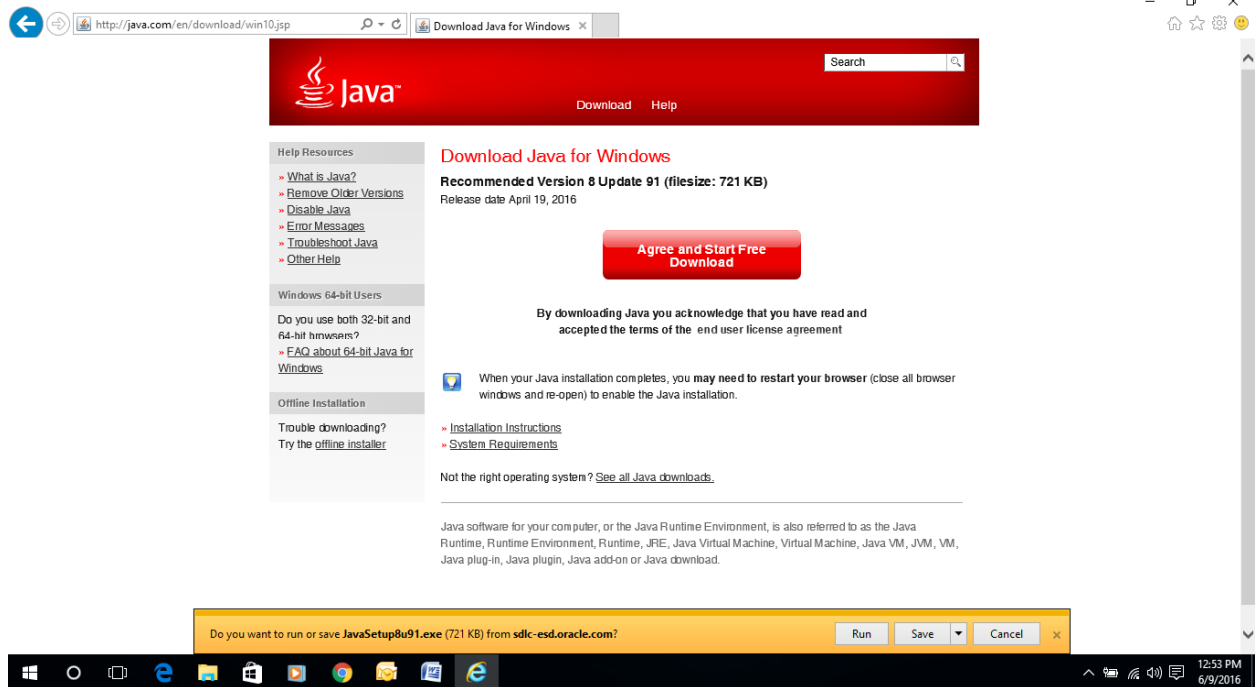 http://java.com/en/download/win10.jsp
Download Java for Windows
Java™
Search
Download Help
Help Resources
» What is Java?
» Remove Older Versions
» Disable Java
» Error Messages
» Troubleshoot Java
» Other Help
Windows 64-bit Users
Do you use both 32-bit and
64-bit browsers?
» FAQ about 64-bit Java for
Windows
Offline Installation
Trouble downloading?
Try the offline installer
Download Java for Windows
Recommended Version 8 Update 91 (filesize: 721 KB)
Release date April 19, 2016
Agree and Start Free
Download
By downloading Java you acknowledge that you have read and
accepted the terms of the end user license agreement
When your Java installation completes, you may need to restart your browser (close all browser
windows and re-open) to enable the Java installation.
» Installation Instructions
» System Requirements
Not the right operating system? See all Java downloads.
Java software for your computer, or the Java Runtime Environment, is also referred to as the Java
Runtime, Runtime Environment, Runtime, JRE, Java Virtual Machine, Virtual Machine, Java VM, JVM, VM,
Java plug-in, Java plugin, Java add-on or Java download.
Do you want to run or save JavaSetup8u91.exe (721 KB) from sdlc-esd.oracle.com?
Run Save Cancel
12:53 PM
6/9/2016